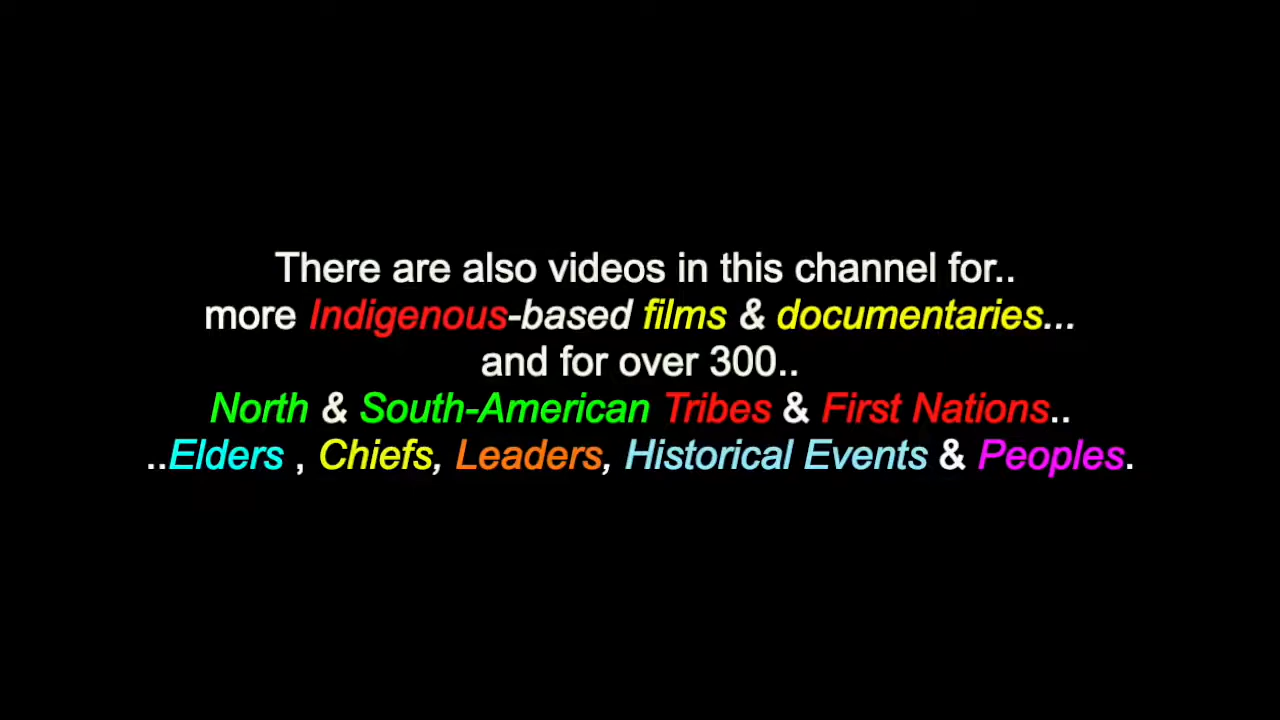 There are also videos in this channel for..
more Indigenous-based films & documentaries...
and for over 300..
North & South-American Tribes & First Nations..
..Elders , Chiefs, Leaders, Historical Events & Peoples.